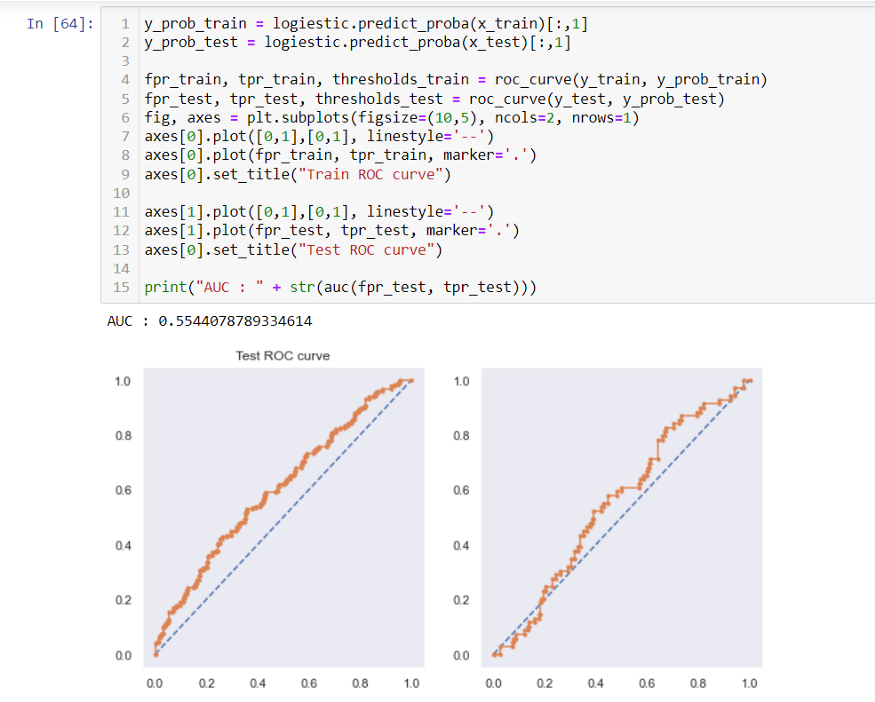 In [64]:
1 y_prob_train = logiestic.predict_proba(x_train)[:,1]
2 y_prob_test = logiestic.predict_proba(x_test)[:,1]
3
4 fpr_train, tpr_train, thresholds_train = roc_curve(y_train, y_prob_train)
5 fpr_test, tpr_test, thresholds_test = roc_curve(y_test, y_prob_test)
6 fig, axes = plt.subplots(figsize=(10,5), ncols=2, nrows=1)
7 axes[0].plot([0,1],[0,1], linestyle='--')
8 axes[0].plot(fpr_train, tpr_train, marker='.')
9 axes[0].set_title("Train ROC curve")
10
11 axes[1].plot([0,1],[0,1], linestyle='--')
12 axes[1].plot(fpr_test, tpr_test, marker='.')
13 axes[0].set_title("Test ROC curve")
14
15 print("AUC : " + str(auc(fpr_test, tpr_test)))
AUC : 0.5544078789334614
Test ROC curve
1.0
0.8
0.6
0.4
0.2
0.0
0.0 0.2 0.4 0.6 0.8 1.0
1.0
0.8
0.6
0.4
0.2
0.0
0.0 0.2 0.4 0.6 0.8 1.0